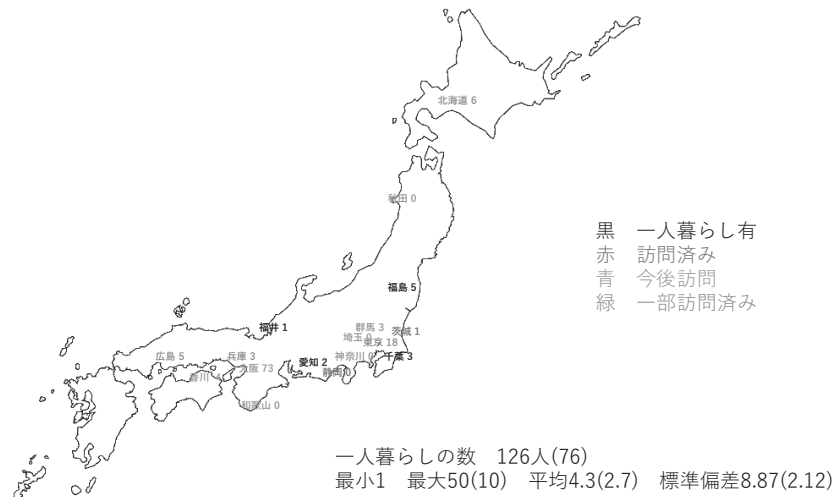 北海道 6
秋田 0
福島 5
黒　一人暮らし有
赤　訪問済み
青　今後訪問
緑　一部訪問済み
福井 1
群馬 3
茨城 1
埼玉 0
東京 18
広島 5
兵庫 3
神奈川 0
千葉 3
愛知 2
大阪 73
静岡 0
香川
和歌山 0
一人暮らしの数　126人(76)
最小1　最大50(10)　平均4.3(2.7)　標準偏差8.87(2.12)